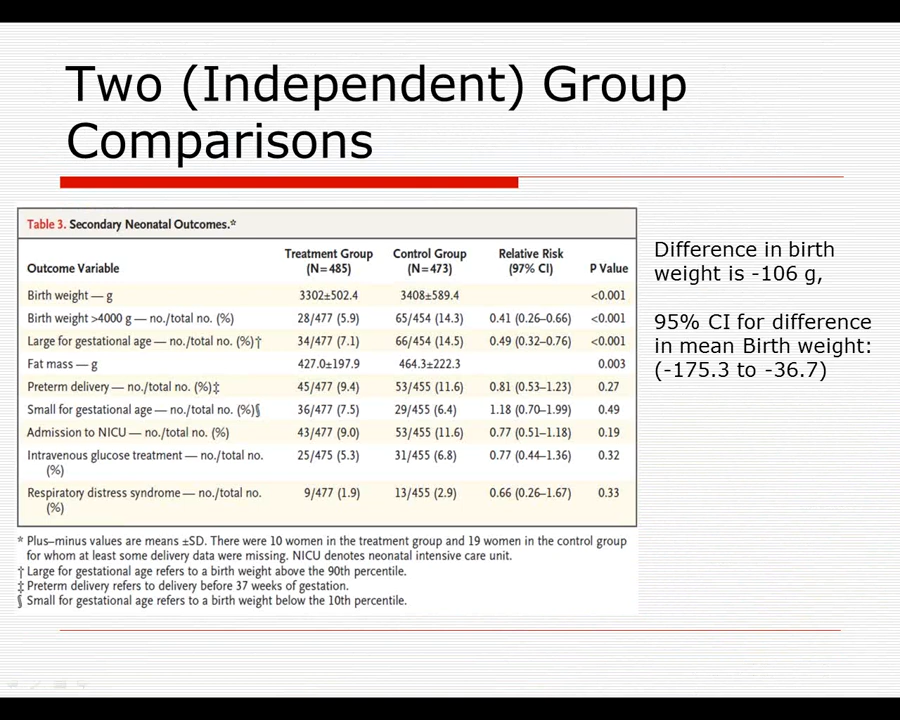 Two (Independent) Group
Comparisons
Table 3. Secondary Neonatal Outcomes.*
Outcome Variable Treatment Group (N=485) Control Group (N=473) Relative Risk (97% CI) P Value
Birth weight — g 3302±502.4 3408±589.4 <0.001
Birth weight >4000 g — no./total no. (%) 28/477 (5.9) 65/454 (14.3) 0.41 (0.26–0.66) <0.001
Large for gestational age — no./total no. (%)† 34/477 (7.1) 66/454 (14.5) 0.49 (0.32–0.76) <0.001
Fat mass — g 427.0±197.9 464.3±222.3 0.003
Preterm delivery — no./total no. (%)‡ 45/477 (9.4) 53/455 (11.6) 0.81 (0.53–1.23) 0.27
Small for gestational age — no./total no. (%)§ 36/477 (7.5) 29/455 (6.4) 1.18 (0.70–1.99) 0.49
Admission to NICU — no./total no. (%) 43/477 (9.0) 53/455 (11.6) 0.77 (0.51–1.18) 0.19
Intravenous glucose treatment — no./total no. (%) 25/475 (5.3) 31/455 (6.8) 0.77 (0.44–1.36) 0.32
Respiratory distress syndrome — no./total no. (%) 9/477 (1.9) 13/455 (2.9) 0.66 (0.26–1.67) 0.33
* Plus–minus values are means ±SD. There were 10 women in the treatment group and 19 women in the control group
for whom at least some delivery data were missing. NICU denotes neonatal intensive care unit.
† Large for gestational age refers to a birth weight above the 90th percentile.
‡ Preterm delivery refers to delivery before 37 weeks of gestation.
§ Small for gestational age refers to a birth weight below the 10th percentile.
Difference in birth
weight is -106 g,
95% CI for difference
in mean Birth weight:
(-175.3 to -36.7)